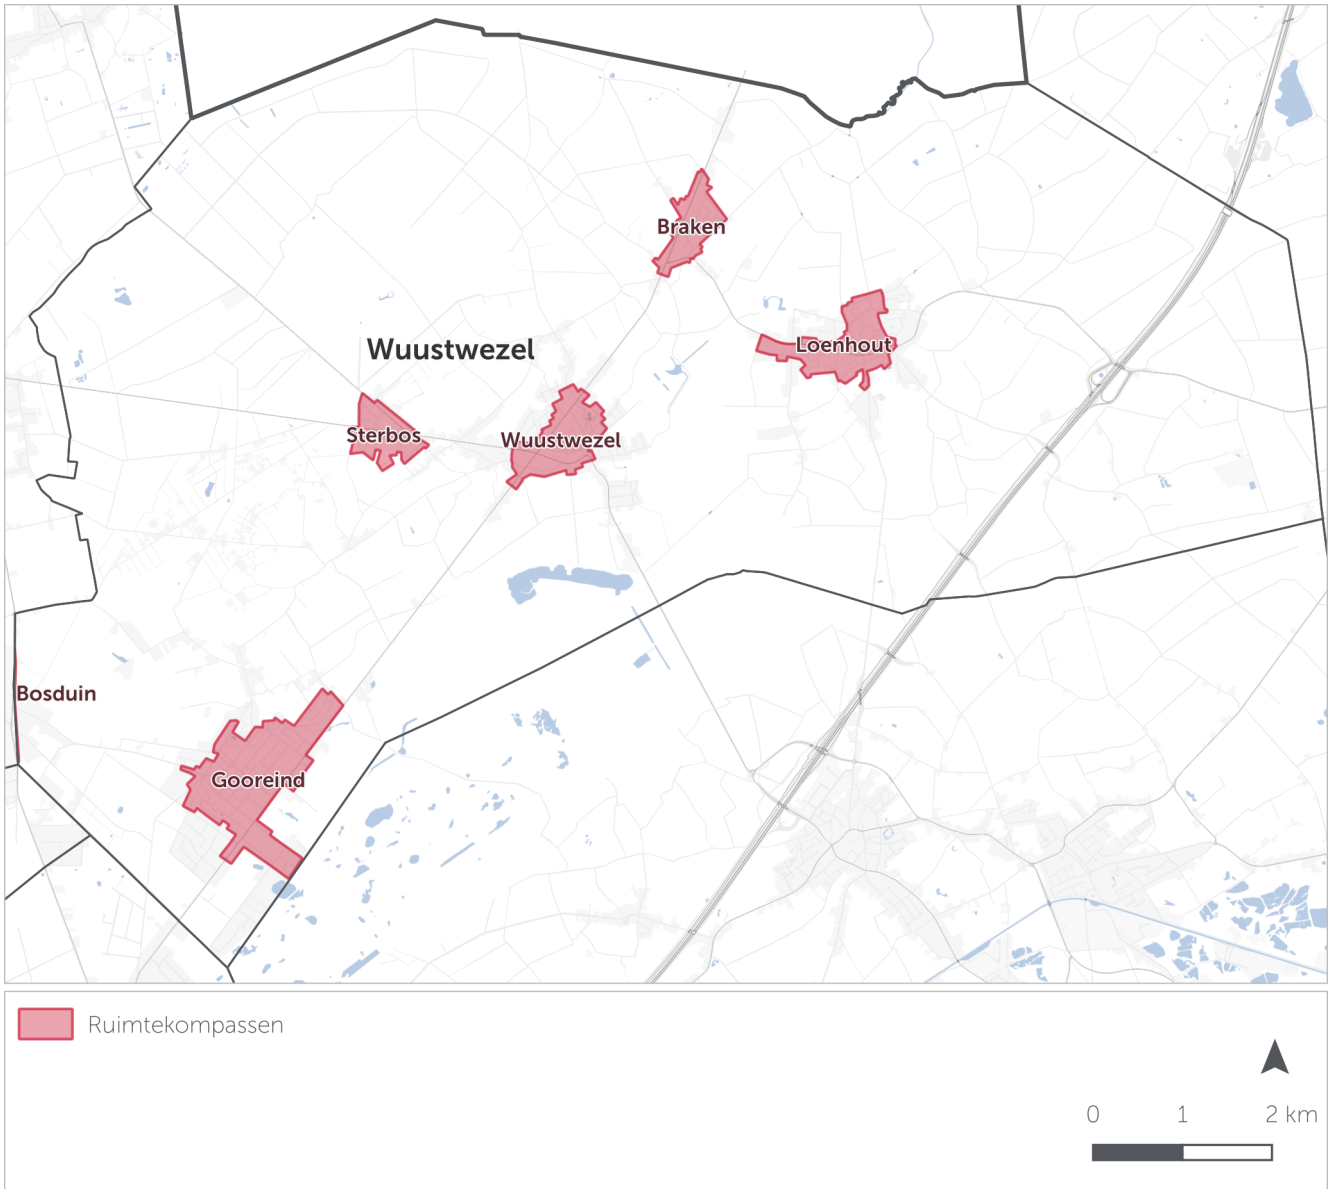 Braken
Loenhout
Wuustwezel
Sterbos
Wuustwezel
Bosduin
Gooreind
Ruimtekompassen
0 1 2 km